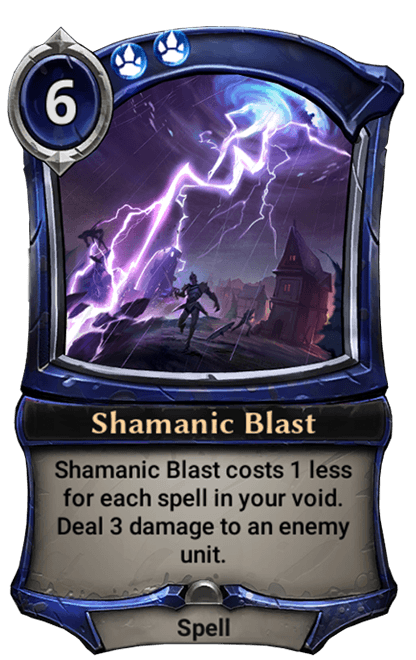 6
Shamanic Blast
Shamanic Blast costs 1 less
for each spell in your void.
Deal 3 damage to an enemy
unit.
Spell